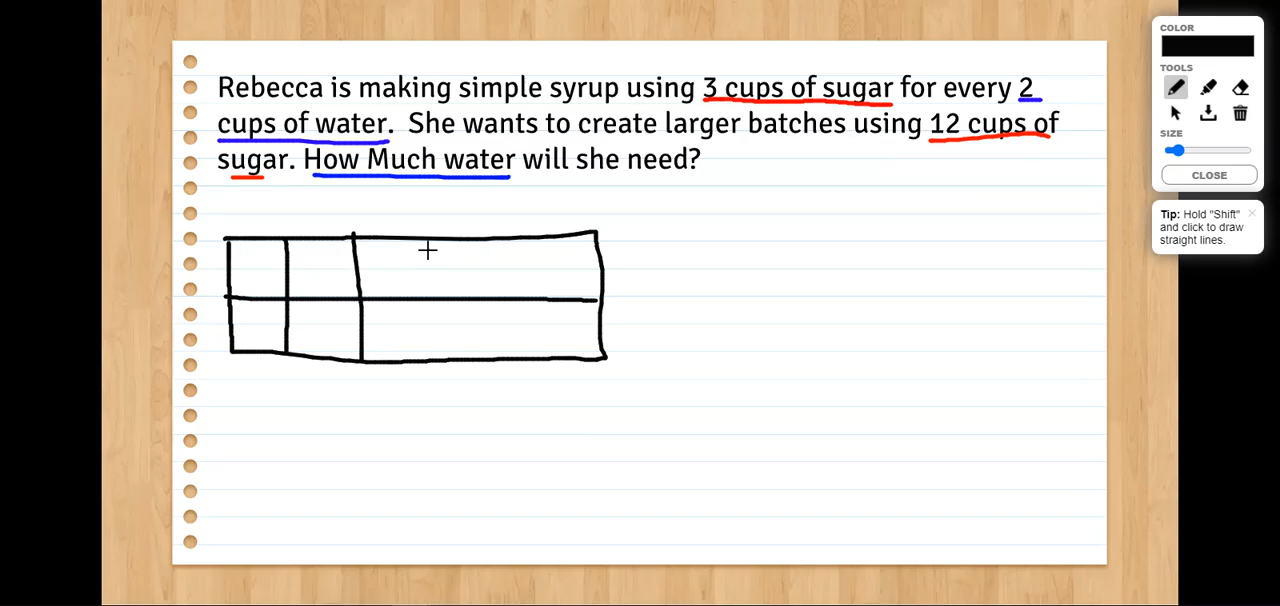 Rebecca is making simple syrup using 3 cups of sugar for every 2
cups of water.  She wants to create larger batches using 12 cups of
sugar. How Much water will she need?
COLOR
TOOLS
SIZE
CLOSE
Tip: Hold "Shift"
and click to draw
straight lines.